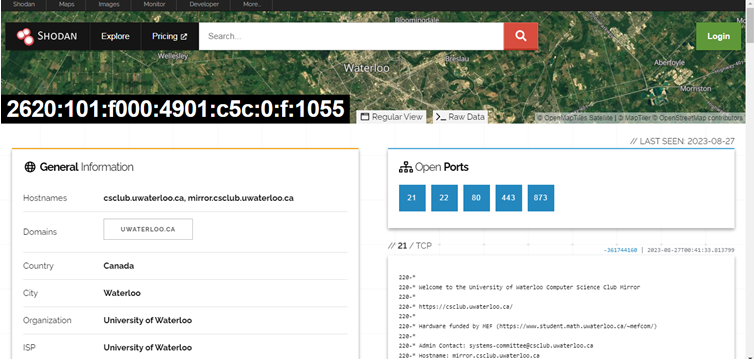 Shodan Maps Images Monitor Developer More...
Bloomingdale
SHODAN Explore Pricing Search... Login
Wellesley Breslau Aberfoyle
Waterloo
Morriston
2620:101:f000:4901:c5c:0:f:1055
Regular View Raw Data © OpenMapTiles Satellite | © MapTiler © OpenStreetMap contributors
// LAST SEEN: 2023-08-27
General Information
Hostnames csclub.uwaterloo.ca, mirror.csclub.uwaterloo.ca
Domains UWATERLOO.CA
Country Canada
City Waterloo
Organization University of Waterloo
ISP University of Waterloo
Open Ports
21 22 80 443 873
// 21 / TCP
-361744160 | 2023-08-27T00:41:33.813799
220-*
220-* Welcome to the University of Waterloo Computer Science Club Mirror
220-*
220-* https://csclub.uwaterloo.ca/
220-*
220-* Hardware funded by MEF (https://www.student.math.uwaterloo.ca/~mefcom/)
220-*
220-* Admin Contact: systems-committee@csclub.uwaterloo.ca
220-* Hostname: mirror.csclub.uwaterloo.ca